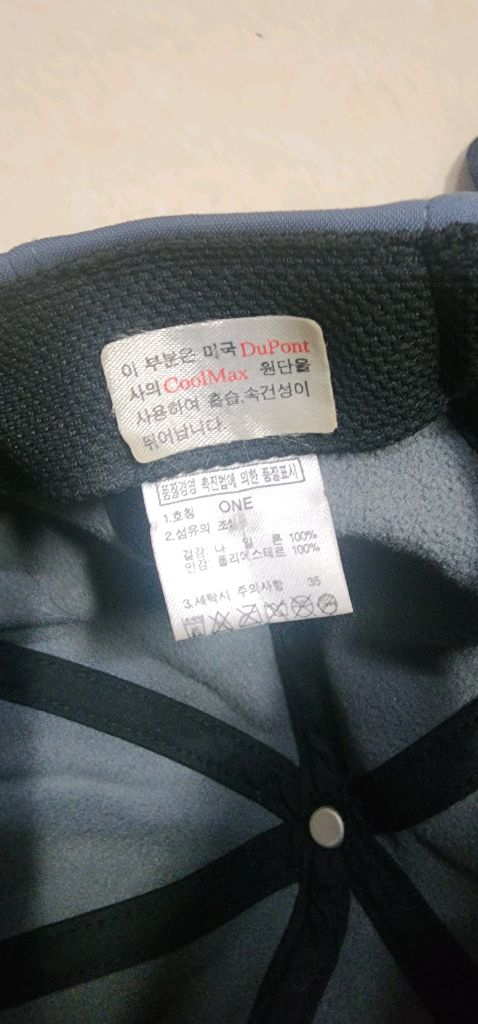 이 부분은 미국 DuPont
사의 CoolMax 원단을
사용하여 흡습,속건성이
뛰어납니다
품질경영 촉진법에 의한 품질표시
1.호칭 ONE
2.섬유의 조성
겉감 나 일 론 100%
안감 폴리에스테르 100%
3.세탁시 주의사항 35